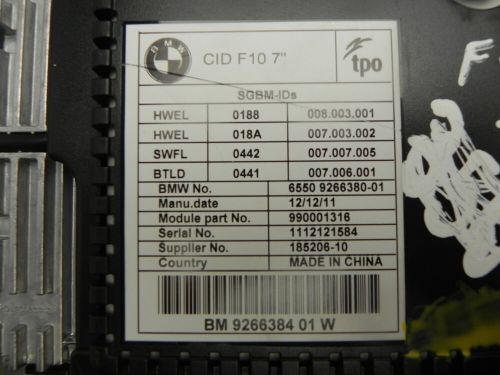 BMW CID F10 7" tpo
SGBM-IDs
HWEL 0188 008.003.001
HWEL 018A 007.003.002
SWFL 0442 007.007.005
BTLD 0441 007.006.001
BMW No. 6550 9266380-01
Manu.date 12/12/11
Module part No. 990001316
Serial No. 1112121584
Supplier No. 185206-10
Country MADE IN CHINA
BM 9266384 01 W